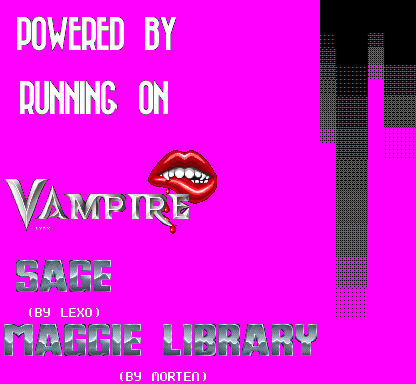 POWERED BY
RUNNING ON
VAMPIRE
SAGE
(BY LEXO)
MAGGIE LIBRARY
(BY MORTEN)